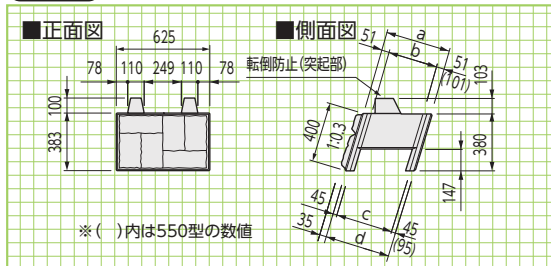 ■正面図
625
78 110 249 110 78
100
383
※( )内は550型の数値
■側面図
51
a
b
51
(101)
103
転倒防止(突起部)
400
1:0.3
380
147
45
35
c
d
45
(95)